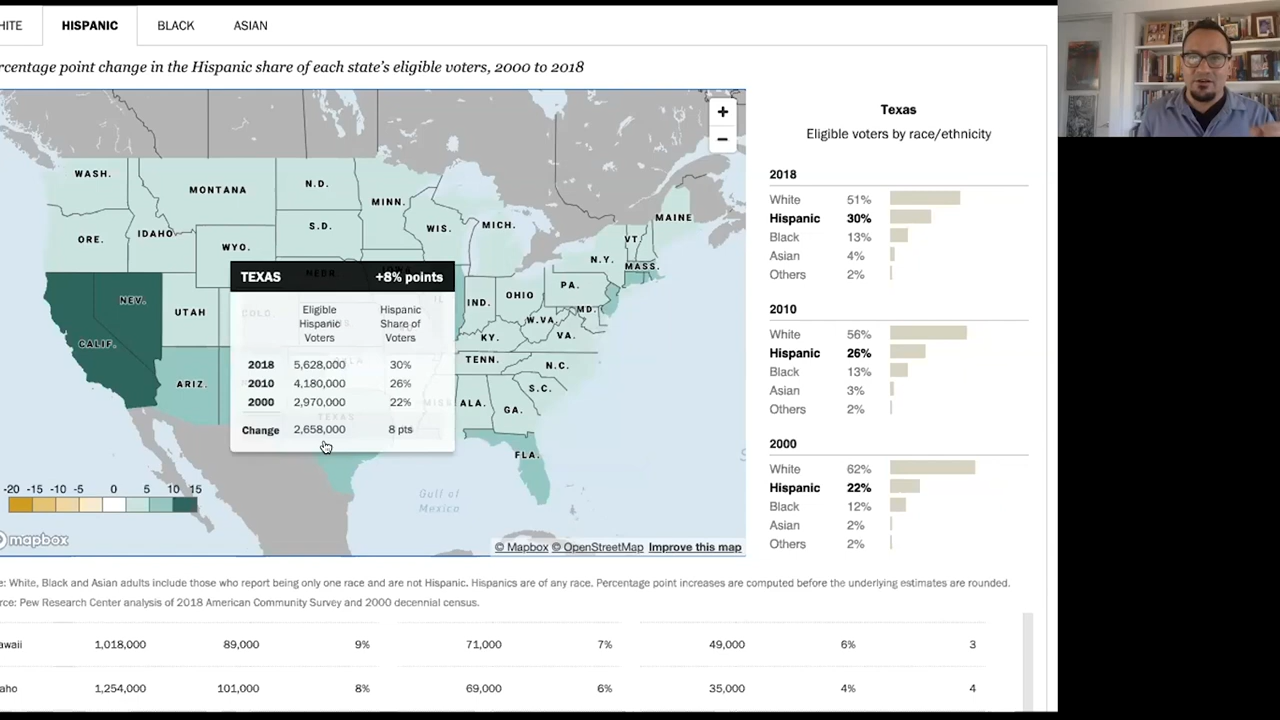 HITE HISPANIC BLACK ASIAN
rcentage point change in the Hispanic share of each state's eligible voters, 2000 to 2018
+
−
WASH.
MONTANA
N.D.
MINN.
ORE.
IDAHO
WYO.
S.D.
WIS.
MICH.
MAINE
VT.
N.Y.
MASS.
NEV.
UTAH
CALIF.
ARIZ.
NEBR.
COLO.
IND.
OHIO
PA.
MD.
W.VA.
KY.
VA.
TENN.
N.C.
S.C.
MISS.
ALA.
GA.
TEXAS
FLA.
Gulf of
Mexico
TEXAS +8% points
Eligible Hispanic Voters
Hispanic Share of Voters
2018 5,628,000 30%
2010 4,180,000 26%
2000 2,970,000 22%
Change 2,658,000 8 pts
-20 -15 -10 -5 0 5 10 15
mapbox
© Mapbox © OpenStreetMap Improve this map
Texas
Eligible voters by race/ethnicity
2018
White 51%
Hispanic 30%
Black 13%
Asian 4%
Others 2%
2010
White 56%
Hispanic 26%
Black 13%
Asian 3%
Others 2%
2000
White 62%
Hispanic 22%
Black 12%
Asian 2%
Others 2%
e: White, Black and Asian adults include those who report being only one race and are not Hispanic. Hispanics are of any race. Percentage point increases are computed before the underlying estimates are rounded.
rce: Pew Research Center analysis of 2018 American Community Survey and 2000 decennial census.
awaii 1,018,000 89,000 9% 71,000 7% 49,000 6% 3
aho 1,254,000 101,000 8% 69,000 6% 35,000 4% 4